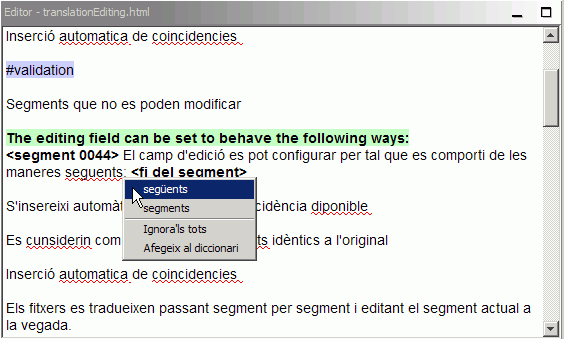 Editor - translationEditing.html
Inserció automatica de coincidencies
#validation
Segments que no es poden modificar
The editing field can be set to behave the following ways:
<segment 0044> El camp d'edició es pot configurar per tal que es comporti de les
maneres seguents: <fi del segment>
següents
segments
Ignora'ls tots
Afegeix al diccionari
S'insereixi automàt cidència diponible
Es cunsiderin com ts idèntics a l'original
Inserció automatica de coincidencies
Els fitxers es tradueixen passant segment per segment i editant el segment actual a
la vegada.